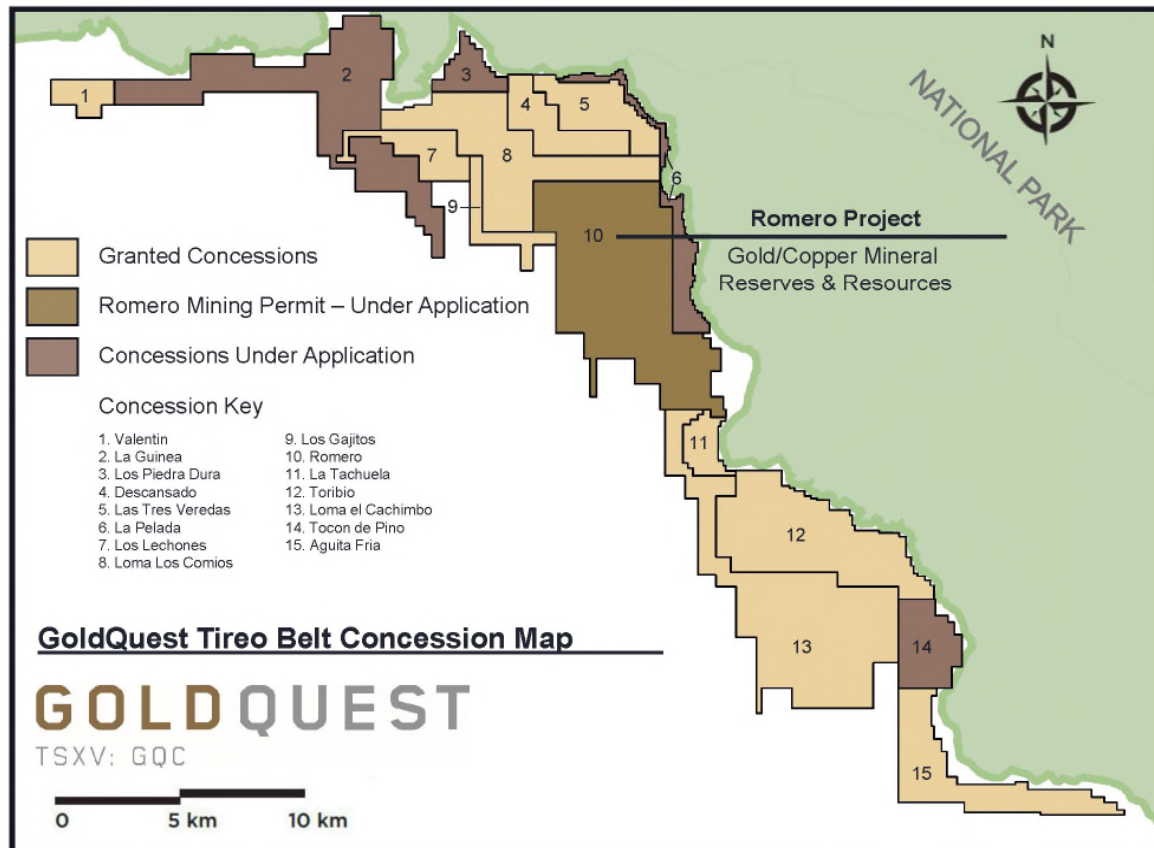 N
NATIONAL PARK
1
2
3
4
5
6
7
8
9
10
11
12
13
14
15
Romero Project
Gold/Copper Mineral
Reserves & Resources
Granted Concessions
Romero Mining Permit – Under Application
Concessions Under Application
Concession Key
1. Valentin
2. La Guinea
3. Los Piedra Dura
4. Descansado
5. Las Tres Veredas
6. La Pelada
7. Los Lechones
8. Loma Los Comios
9. Los Gajitos
10. Romero
11. La Tachuela
12. Toribio
13. Loma el Cachimbo
14. Tocon de Pino
15. Aguita Fria
GoldQuest Tireo Belt Concession Map
GOLDQUEST
TSXV: GQC
0 5 km 10 km